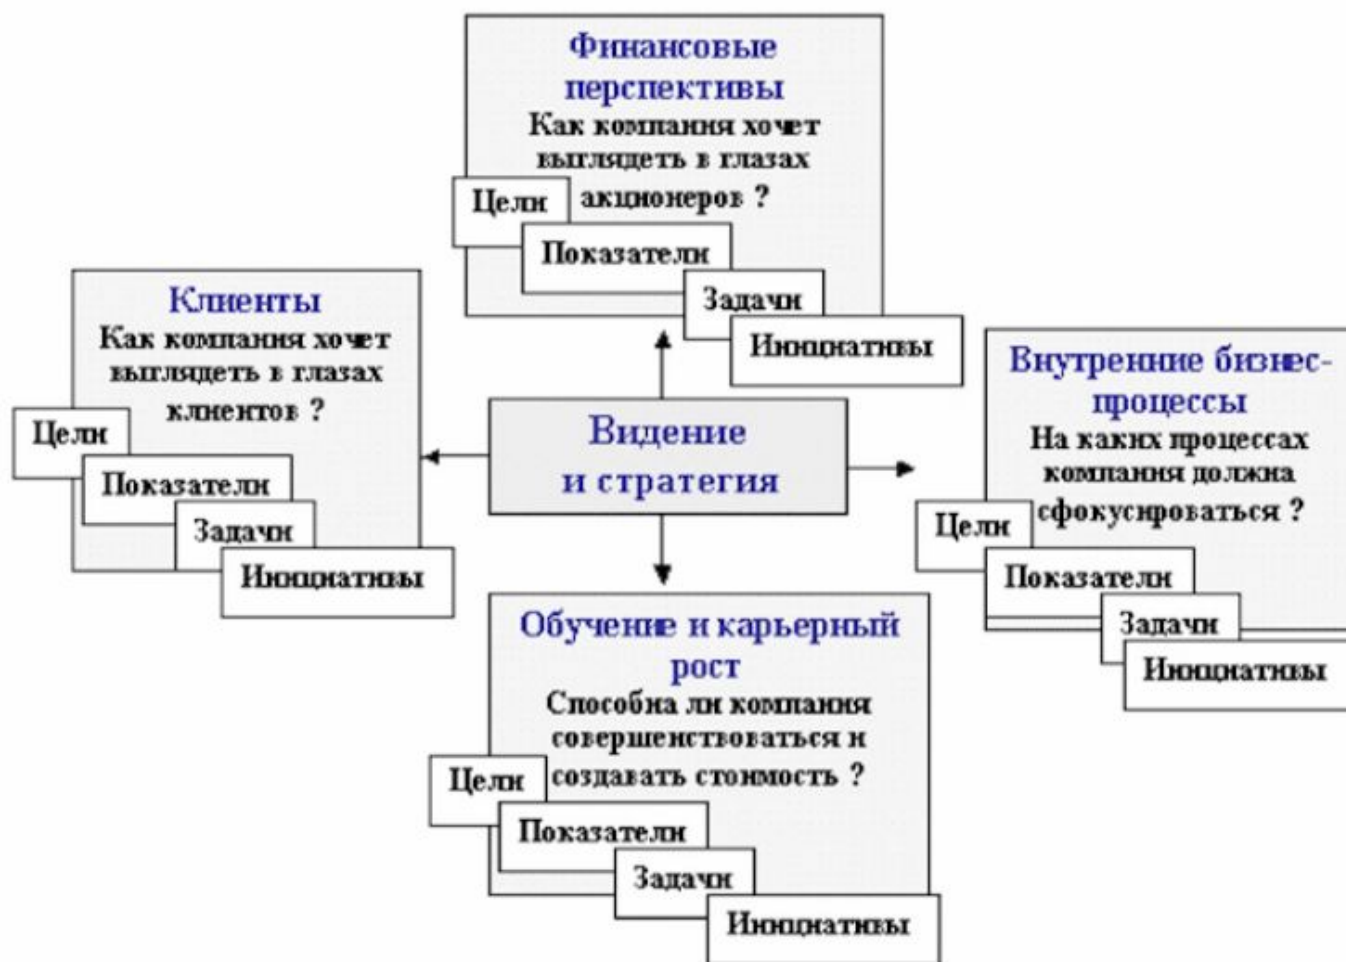 Финансовые
перспективы
Как компания хочет
выглядеть в глазах
акционеров ?
Цели
Показатели
Задачи
Инициативы
Клиенты
Как компания хочет
выглядеть в глазах
клиентов ?
Цели
Показатели
Задачи
Инициативы
Видение
и стратегия
Внутренние бизнес-
процессы
На каких процессах
компания должна
сфокусироваться ?
Цели
Показатели
Задачи
Инициативы
Обучение и карьерный
рост
Способна ли компания
совершенствоваться и
создавать стоимость ?
Цели
Показатели
Задачи
Инициативы